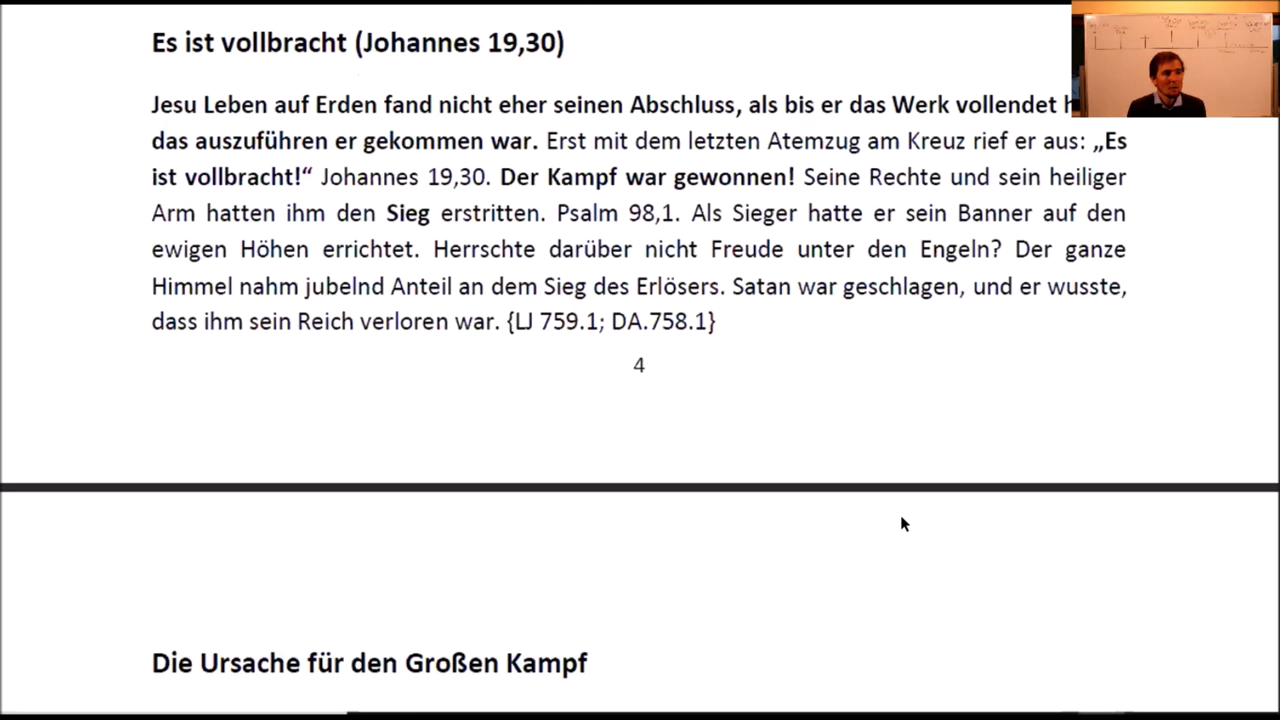 Es ist vollbracht (Johannes 19,30)
Jesu Leben auf Erden fand nicht eher seinen Abschluss, als bis er das Werk vollendet
das auszuführen er gekommen war. Erst mit dem letzten Atemzug am Kreuz rief er aus: „Es
ist vollbracht!“ Johannes 19,30. Der Kampf war gewonnen! Seine Rechte und sein heiliger
Arm hatten ihm den Sieg erstritten. Psalm 98,1. Als Sieger hatte er sein Banner auf den
ewigen Höhen errichtet. Herrschte darüber nicht Freude unter den Engeln? Der ganze
Himmel nahm jubelnd Anteil an dem Sieg des Erlösers. Satan war geschlagen, und er wusste,
dass ihm sein Reich verloren war. {LJ 759.1; DA.758.1}
4
Die Ursache für den Großen Kampf